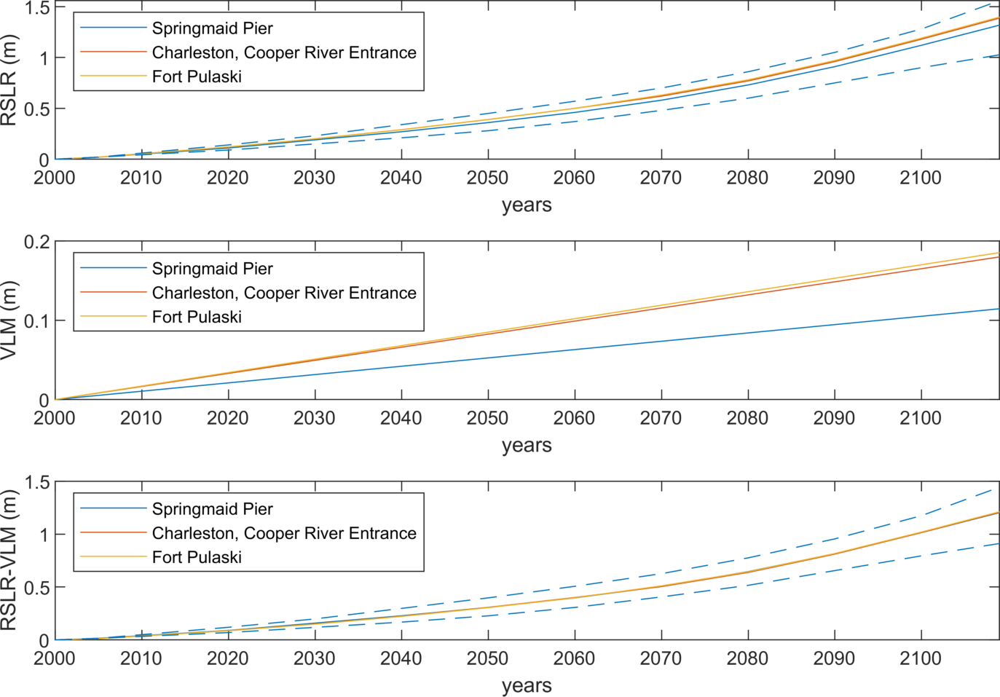 1.5
1
0.5
0
RSLR (m)
Springmaid Pier
Charleston, Cooper River Entrance
Fort Pulaski
2000 2010 2020 2030 2040 2050 2060 2070 2080 2090 2100
years
0.2
0.1
0
VLM (m)
Springmaid Pier
Charleston, Cooper River Entrance
Fort Pulaski
2000 2010 2020 2030 2040 2050 2060 2070 2080 2090 2100
years
1.5
1
0.5
0
RSLR-VLM (m)
Springmaid Pier
Charleston, Cooper River Entrance
Fort Pulaski
2000 2010 2020 2030 2040 2050 2060 2070 2080 2090 2100
years